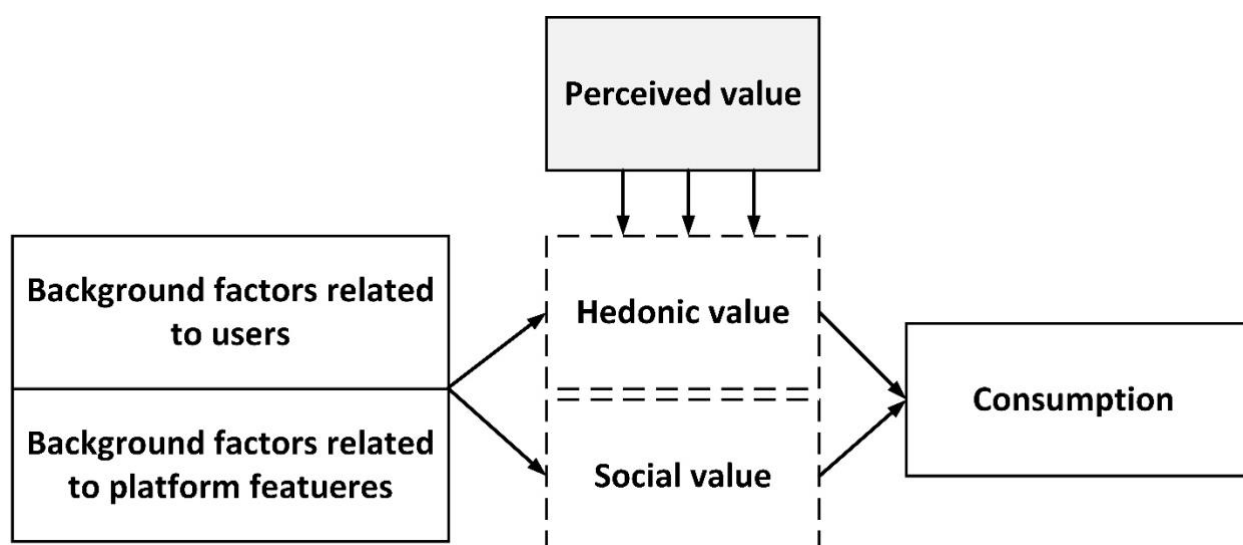 Perceived value
Background factors related
to users
Background factors related
to platform featueres
Hedonic value
Social value
Consumption